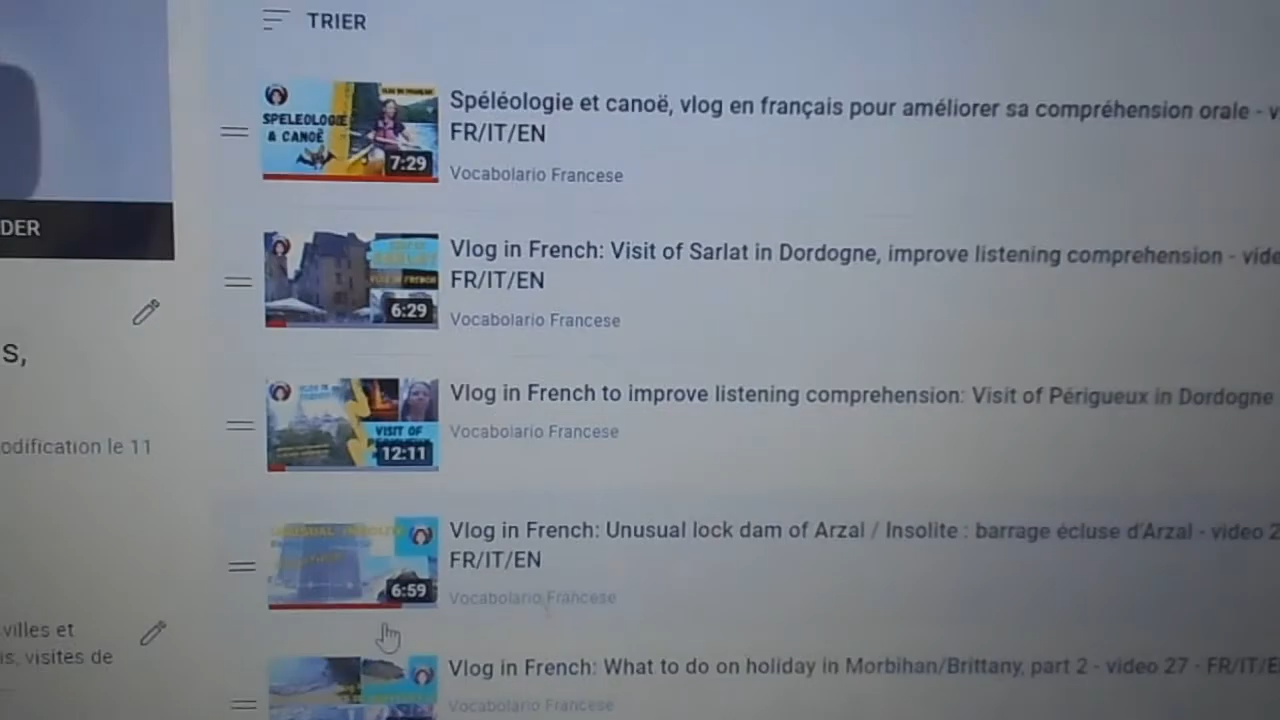 TRIER
SPELEOLOGIE
& CANOË
7:29
Spéléologie et canoë, vlog en français pour améliorer sa compréhension orale - v
FR/IT/EN
Vocabolario Francese
DER
6:29
Vlog in French: Visit of Sarlat in Dordogne, improve listening comprehension - vide
FR/IT/EN
Vocabolario Francese
s,
VISIT OF
12:11
Vlog in French to improve listening comprehension: Visit of Périgueux in Dordogne
Vocabolario Francese
odification le 11
6:59
Vlog in French: Unusual lock dam of Arzal / Insolite : barrage écluse d'Arzal - video 2
FR/IT/EN
Vocabolario Francese
villes et
is, visites de
Vlog in French: What to do on holiday in Morbihan/Brittany, part 2 - video 27 - FR/IT/E
Vocabolario Francese